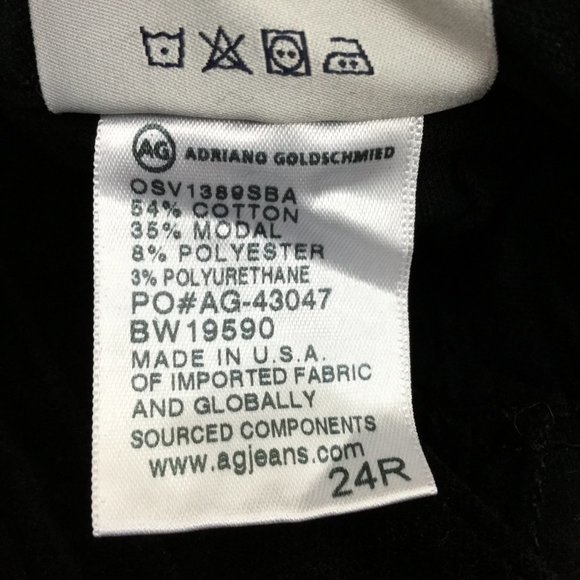 AG ADRIANO GOLDSCHMIED
OSV1389SBA
54% COTTON
35% MODAL
8% POLYESTER
3% POLYURETHANE
PO#AG-43047
BW19590
MADE IN U.S.A.
OF IMPORTED FABRIC
AND GLOBALLY
SOURCED COMPONENTS
www.agjeans.com
24R